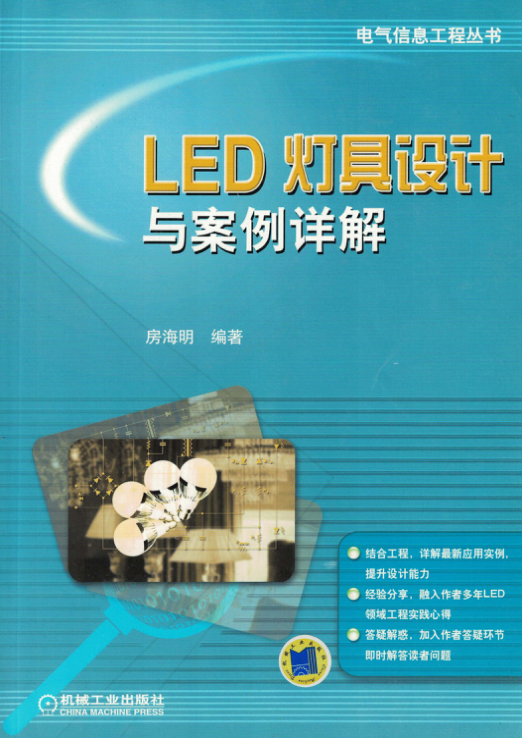 电气信息工程丛书
LED 灯具设计
与案例详解
房海明 编著
结合工程，详解最新应用实例，
提升设计能力
经验分享，融入作者多年LED
领域工程实践心得
答疑解惑，加入作者答疑环节
即时解答读者问题
机械工业出版社
CHINA MACHINE PRESS